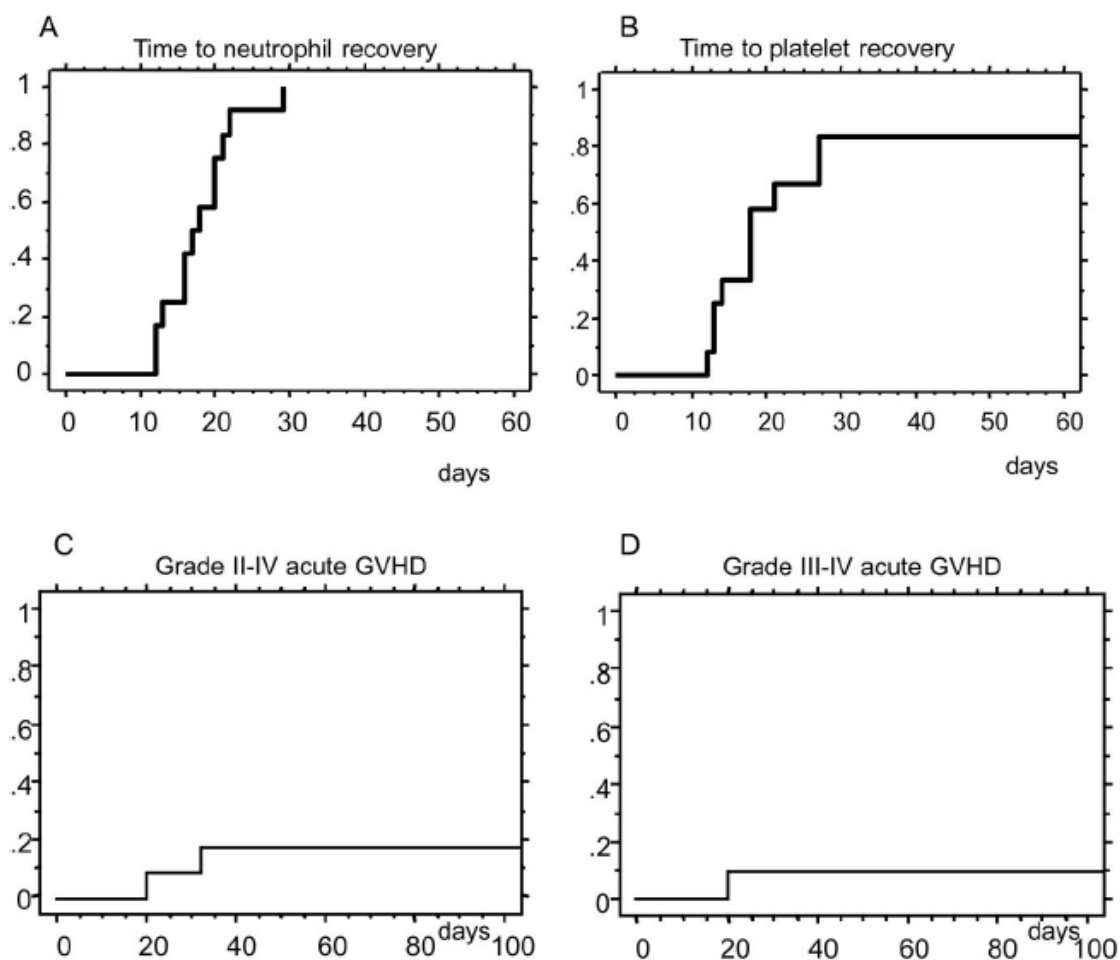 A
Time to neutrophil recovery
1
.8
.6
.4
.2
0
0 10 20 30 40 50 60
days
B
Time to platelet recovery
1
.8
.6
.4
.2
0
0 10 20 30 40 50 60
days
C
Grade II-IV acute GVHD
1
.8
.6
.4
.2
0
0 20 40 60 80 100
days
D
Grade III-IV acute GVHD
1
.8
.6
.4
.2
0
0 20 40 60 80 100
days